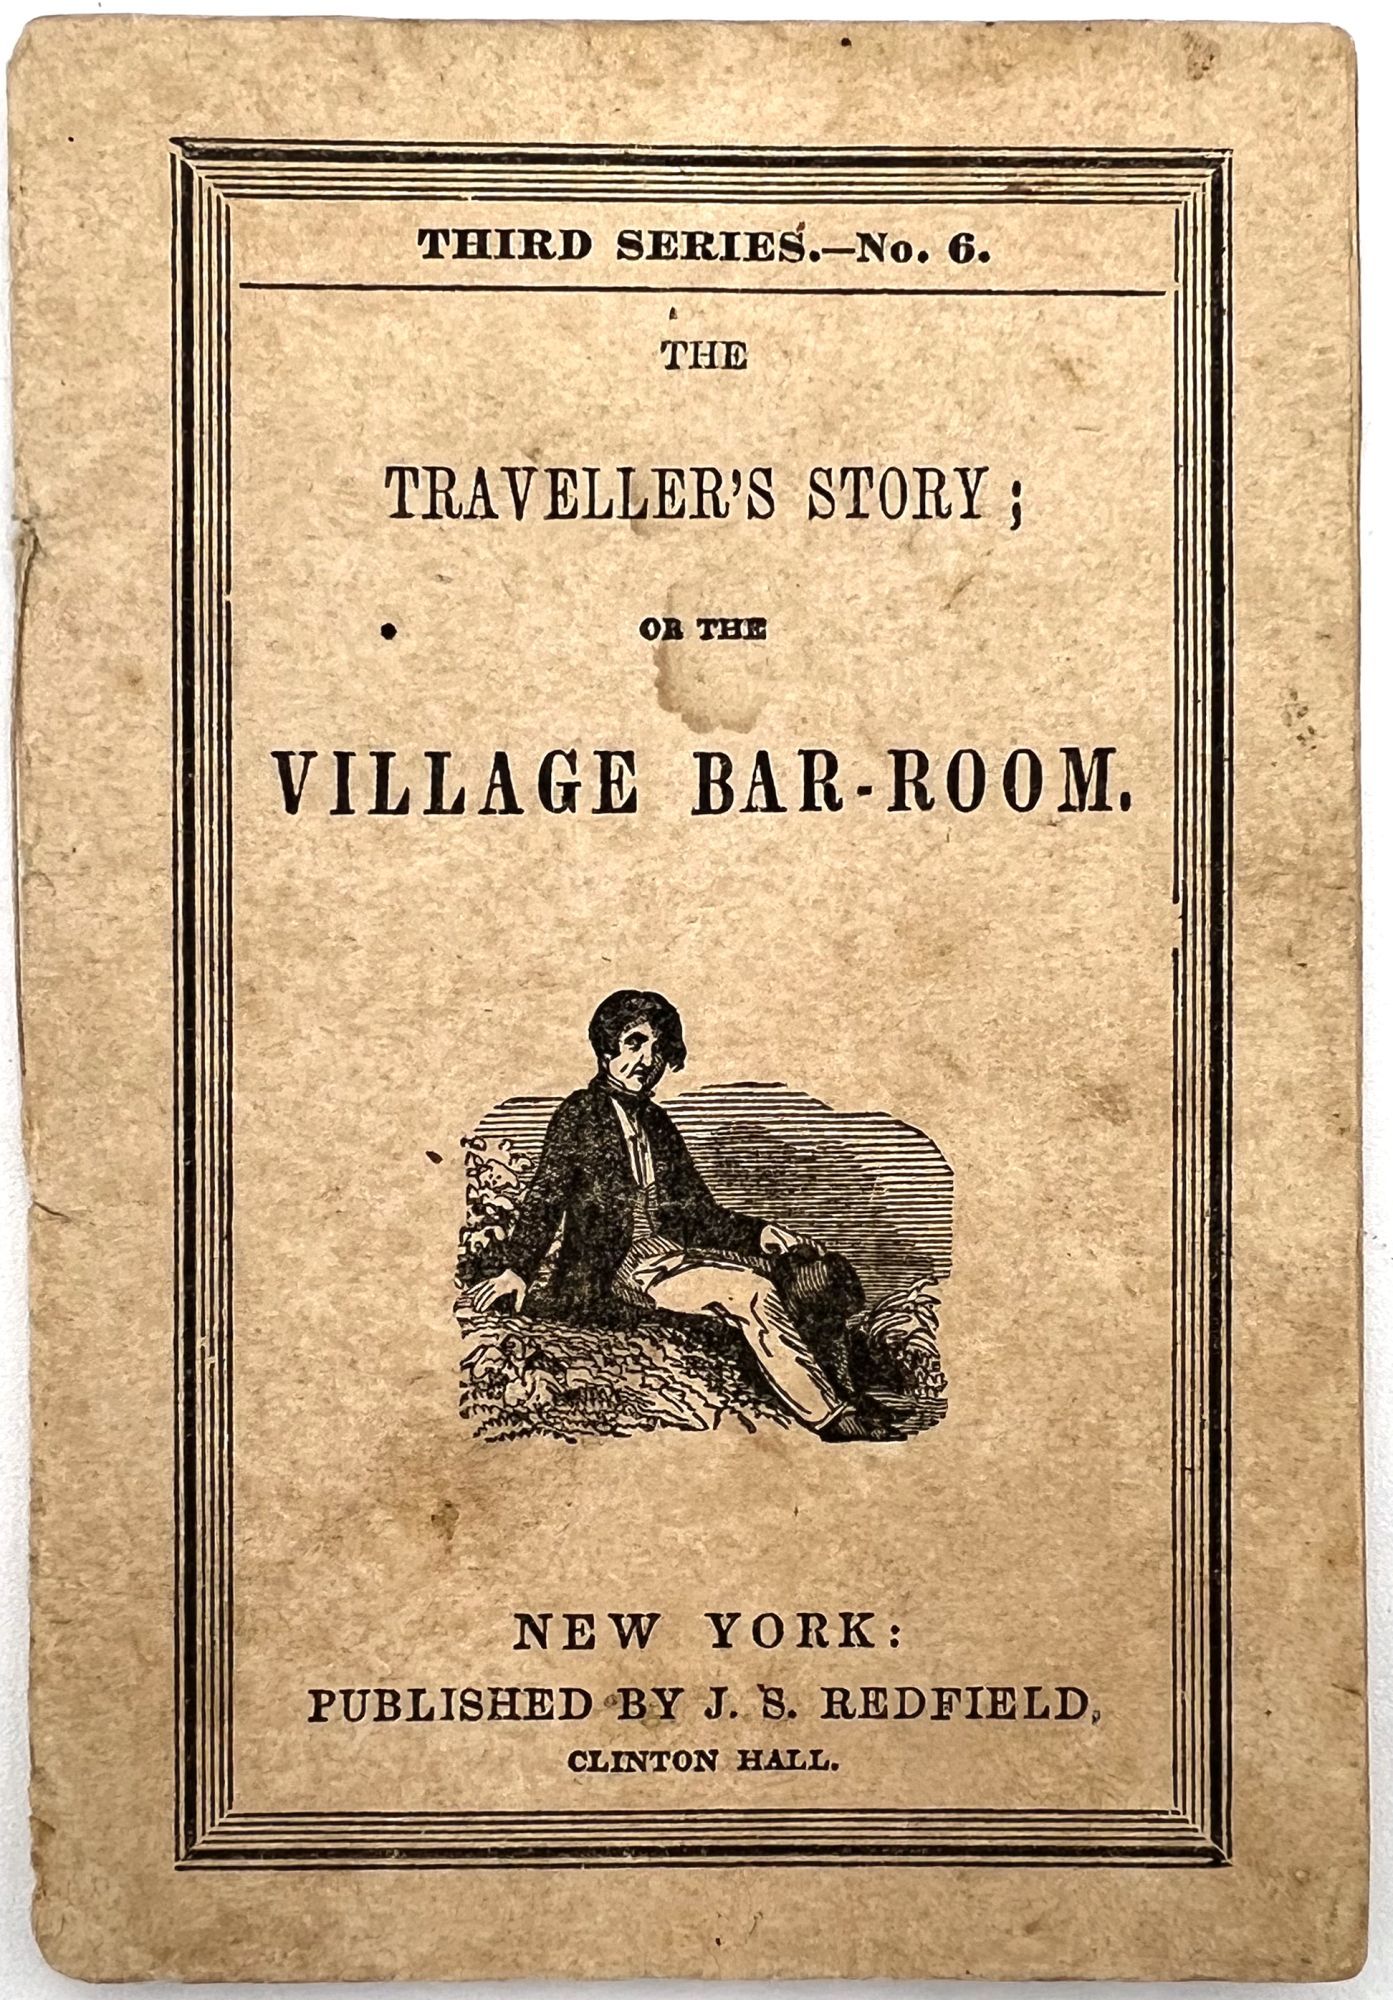 THIRD SERIES.—No. 6.
THE
TRAVELLER'S STORY;
OR THE
VILLAGE BAR-ROOM.
NEW YORK:
PUBLISHED BY J. S. REDFIELD,
CLINTON HALL.